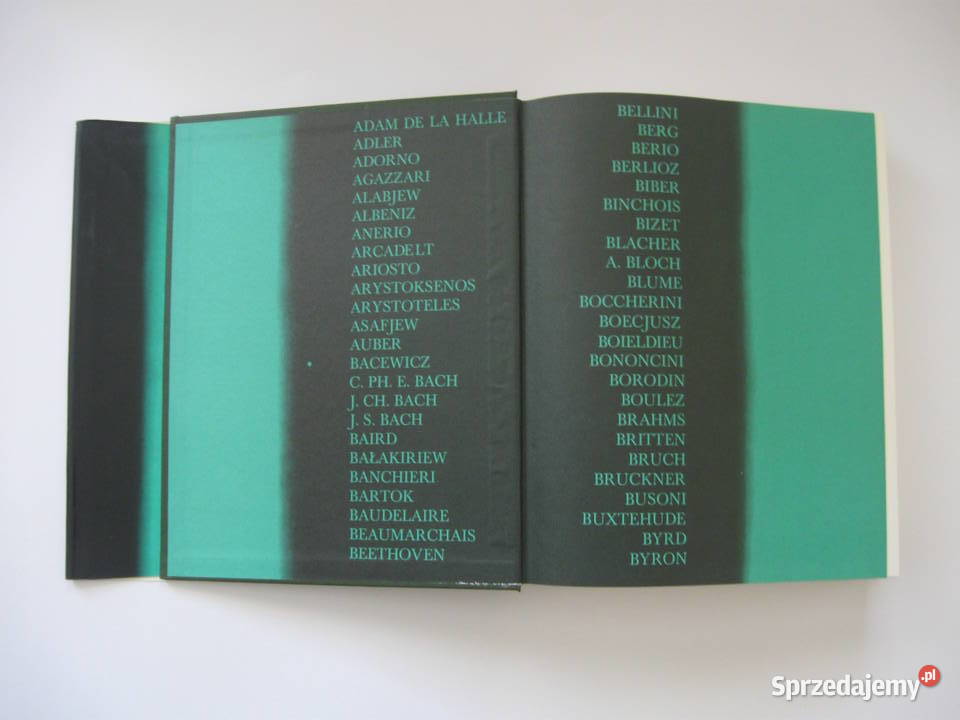 ADAM DE LA HALLE
ADLER
ADORNO
AGAZZARI
ALABJEW
ALBENIZ
ANERIO
ARCADELT
ARIOSTO
ARYSTOKSENOS
ARYSTOTELES
ASAFJEW
AUBER
BACEWICZ
C. PH. E. BACH
J. CH. BACH
J. S. BACH
BAIRD
BAŁAKIRIEW
BANCHIERI
BARTOK
BAUDELAIRE
BEAUMARCHAIS
BEETHOVEN
BELLINI
BERG
BERIO
BERLIOZ
BIBER
BINCHOIS
BIZET
BLACHER
A. BLOCH
BLUME
BOCCHERINI
BOECJUSZ
BOIELDIEU
BONONCINI
BORODIN
BOULEZ
BRAHMS
BRITTEN
BRUCH
BRUCKNER
BUSONI
BUXTEHUDE
BYRD
BYRON
Sprzedajemy.pl